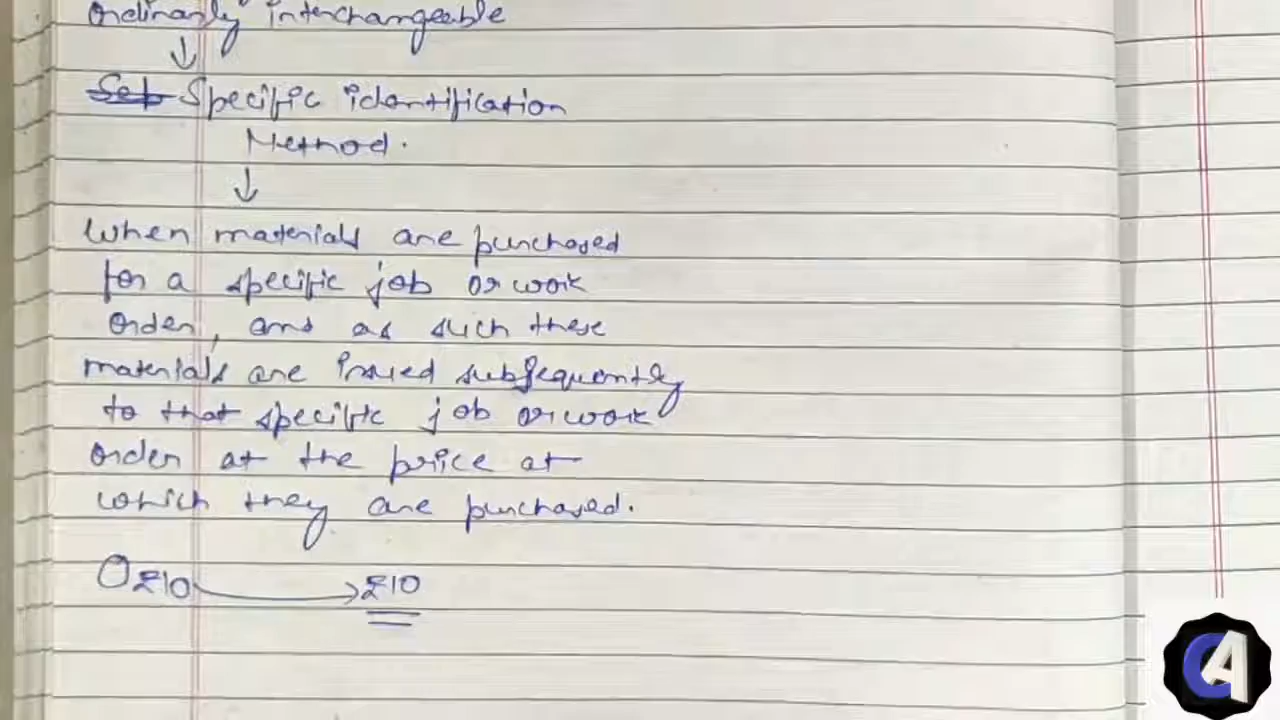 ordinarily interchangeable
↓
Specific identification
Method.
↓
When materials are purchased
for a specific job or work
order, and as such these
materials are issued subsequently
to that specific job or work
order at the price at
which they are purchased.
₹10 → ₹10
CA